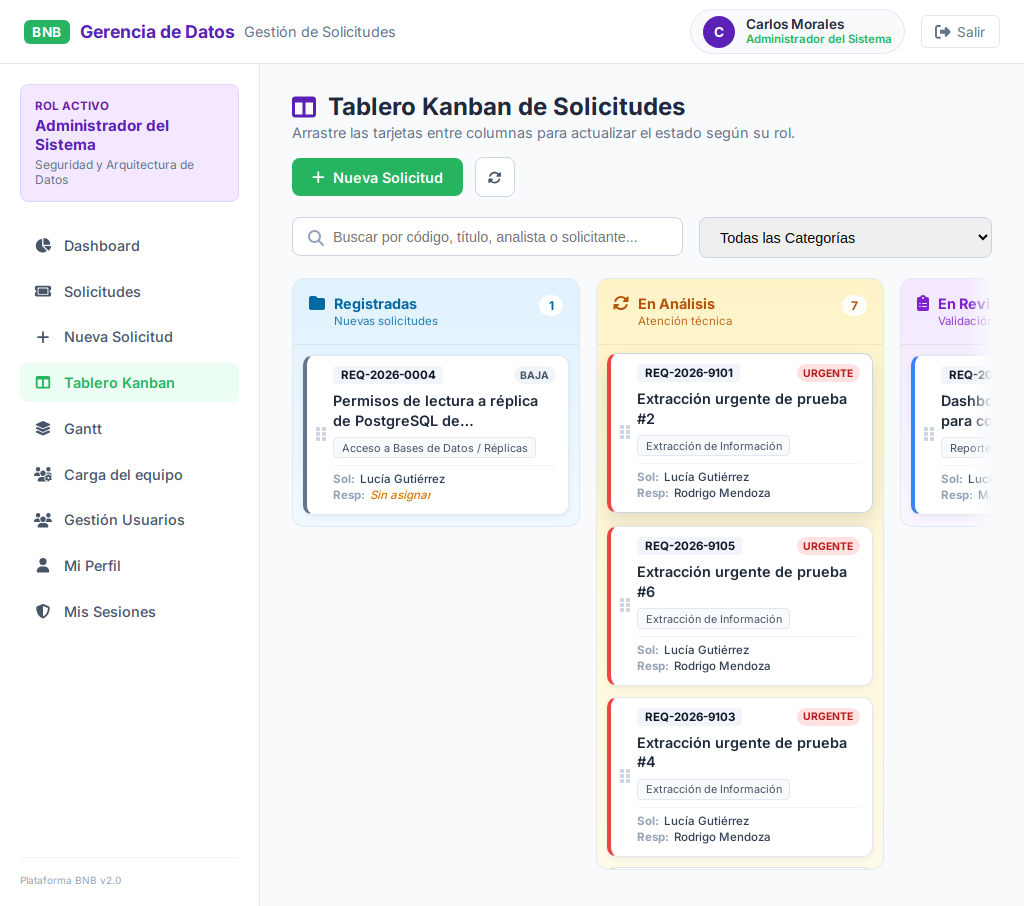 BNB Gerencia de Datos Gestión de Solicitudes
C Carlos Morales
Administrador del Sistema
Salir
ROL ACTIVO
Administrador del
Sistema
Seguridad y Arquitectura de
Datos
Dashboard
Solicitudes
Nueva Solicitud
Tablero Kanban
Gantt
Carga del equipo
Gestión Usuarios
Mi Perfil
Mis Sesiones
Plataforma BNB v2.0
Tablero Kanban de Solicitudes
Arrastre las tarjetas entre columnas para actualizar el estado según su rol.
Nueva Solicitud
Buscar por código, título, analista o solicitante...
Todas las Categorías
Registradas 1
Nuevas solicitudes
REQ-2026-0004 BAJA
Permisos de lectura a réplica
de PostgreSQL de...
Acceso a Bases de Datos / Réplicas
Sol: Lucía Gutiérrez
Resp: Sin asignar
En Análisis 7
Atención técnica
REQ-2026-9101 URGENTE
Extracción urgente de prueba
#2
Extracción de Información
Sol: Lucía Gutiérrez
Resp: Rodrigo Mendoza
REQ-2026-9105 URGENTE
Extracción urgente de prueba
#6
Extracción de Información
Sol: Lucía Gutiérrez
Resp: Rodrigo Mendoza
REQ-2026-9103 URGENTE
Extracción urgente de prueba
#4
Extracción de Información
Sol: Lucía Gutiérrez
Resp: Rodrigo Mendoza
En
para
Sol:
Resp: